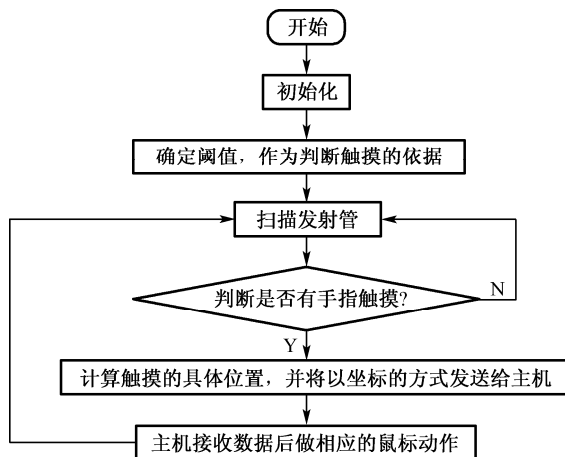 开始
初始化
确定阈值，作为判断触摸的依据
扫描发射管
判断是否有手指触摸?
N
Y
计算触摸的具体位置，并将以坐标的方式发送给主机
主机接收数据后做相应的鼠标动作